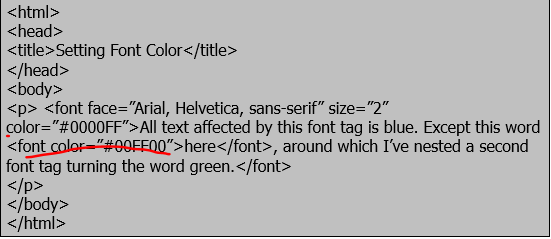 <html>
<head>
<title>Setting Font Color</title>
</head>
<body>
<p> <font face=”Arial, Helvetica, sans-serif” size=”2”
color=”#0000FF”>All text affected by this font tag is blue. Except this word
<font color=”#00FF00”>here</font>, around which I’ve nested a second
font tag turning the word green.</font>
</p>
</body>
</html>